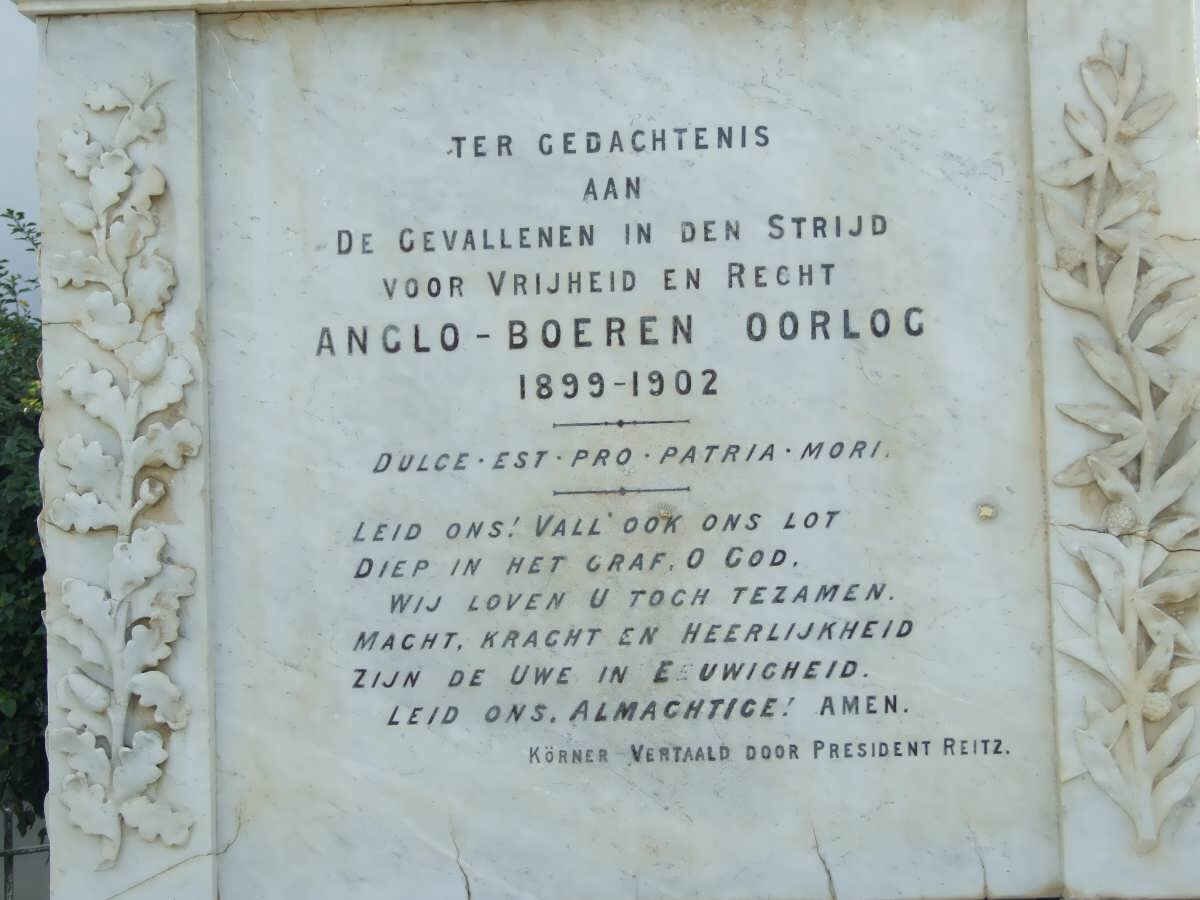 TER GEDACHTENIS
AAN
DE GEVALLENEN IN DEN STRIJD
VOOR VRIJHEID EN RECHT
ANGLO-BOEREN OORLOG
1899-1902
DULCE·EST·PRO·PATRIA·MORI.
LEID ONS! VALL' OOK ONS LOT
DIEP IN HET GRAF, O GOD,
WIJ LOVEN U TOCH TEZAMEN.
MACHT, KRACHT EN HEERLIJKHEID
ZIJN DE UWE IN EEUWIGHEID.
LEID ONS, ALMACHTIGE! AMEN.
KÖRNER VERTAALD DOOR PRESIDENT REITZ.